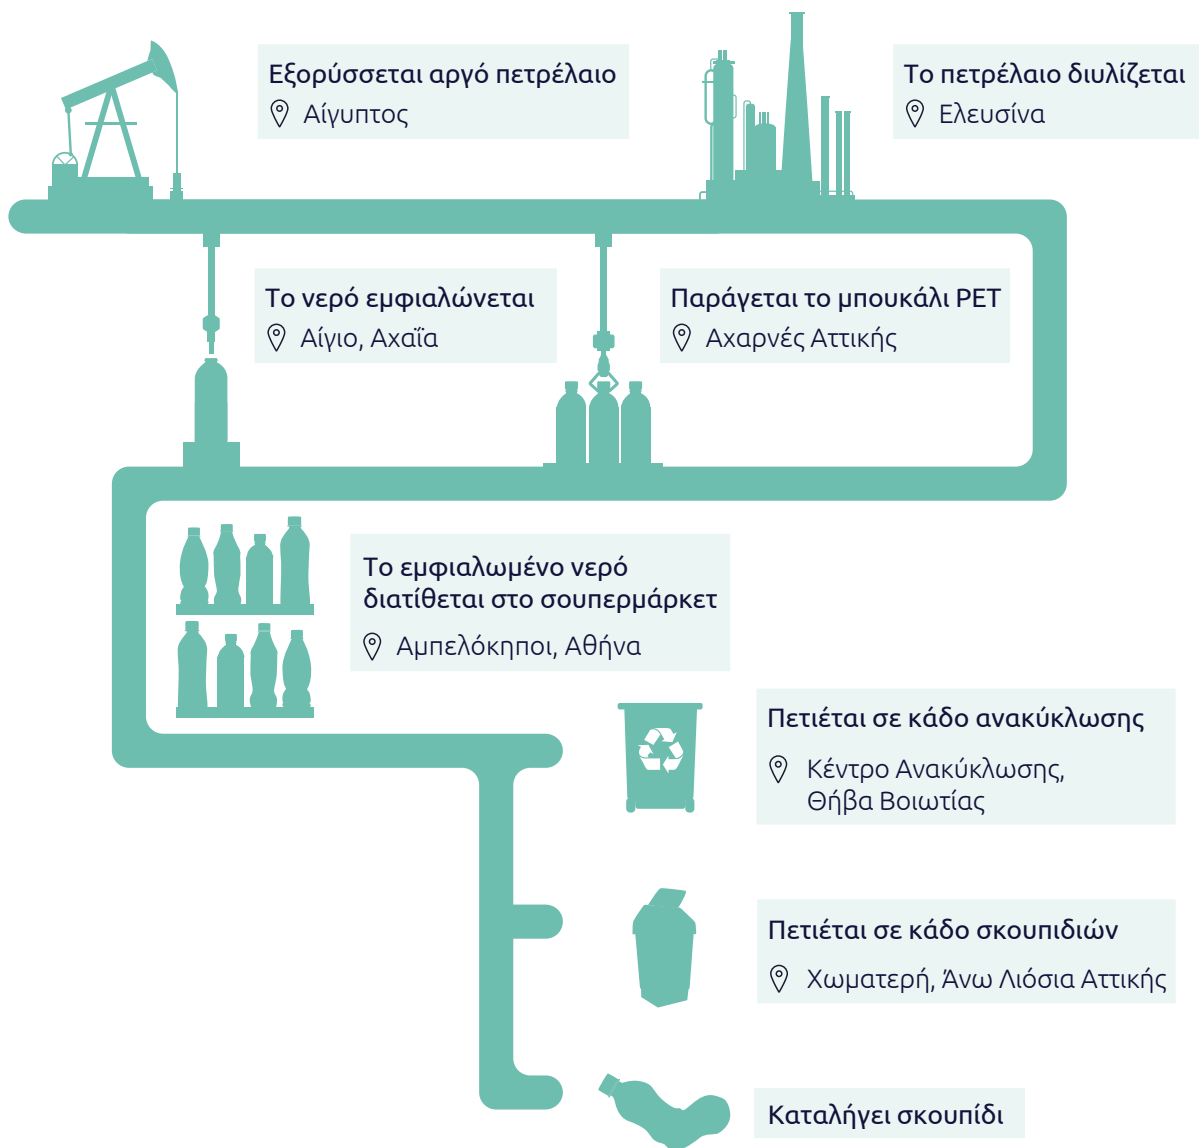 Εξορύσσεται αργό πετρέλαιο
Αίγυπτος
Το πετρέλαιο διυλίζεται
Ελευσίνα
Το νερό εμφιαλώνεται
Αίγιο, Αχαΐα
Παράγεται το μπουκάλι PET
Αχαρνές Αττικής
Το εμφιαλωμένο νερό
διατίθεται στο σουπερμάρκετ
Αμπελόκηποι, Αθήνα
Πετιέται σε κάδο ανακύκλωσης
Κέντρο Ανακύκλωσης,
Θήβα Βοιωτίας
Πετιέται σε κάδο σκουπιδιών
Χωματερή, Άνω Λιόσια Αττικής
Καταλήγει σκουπίδι